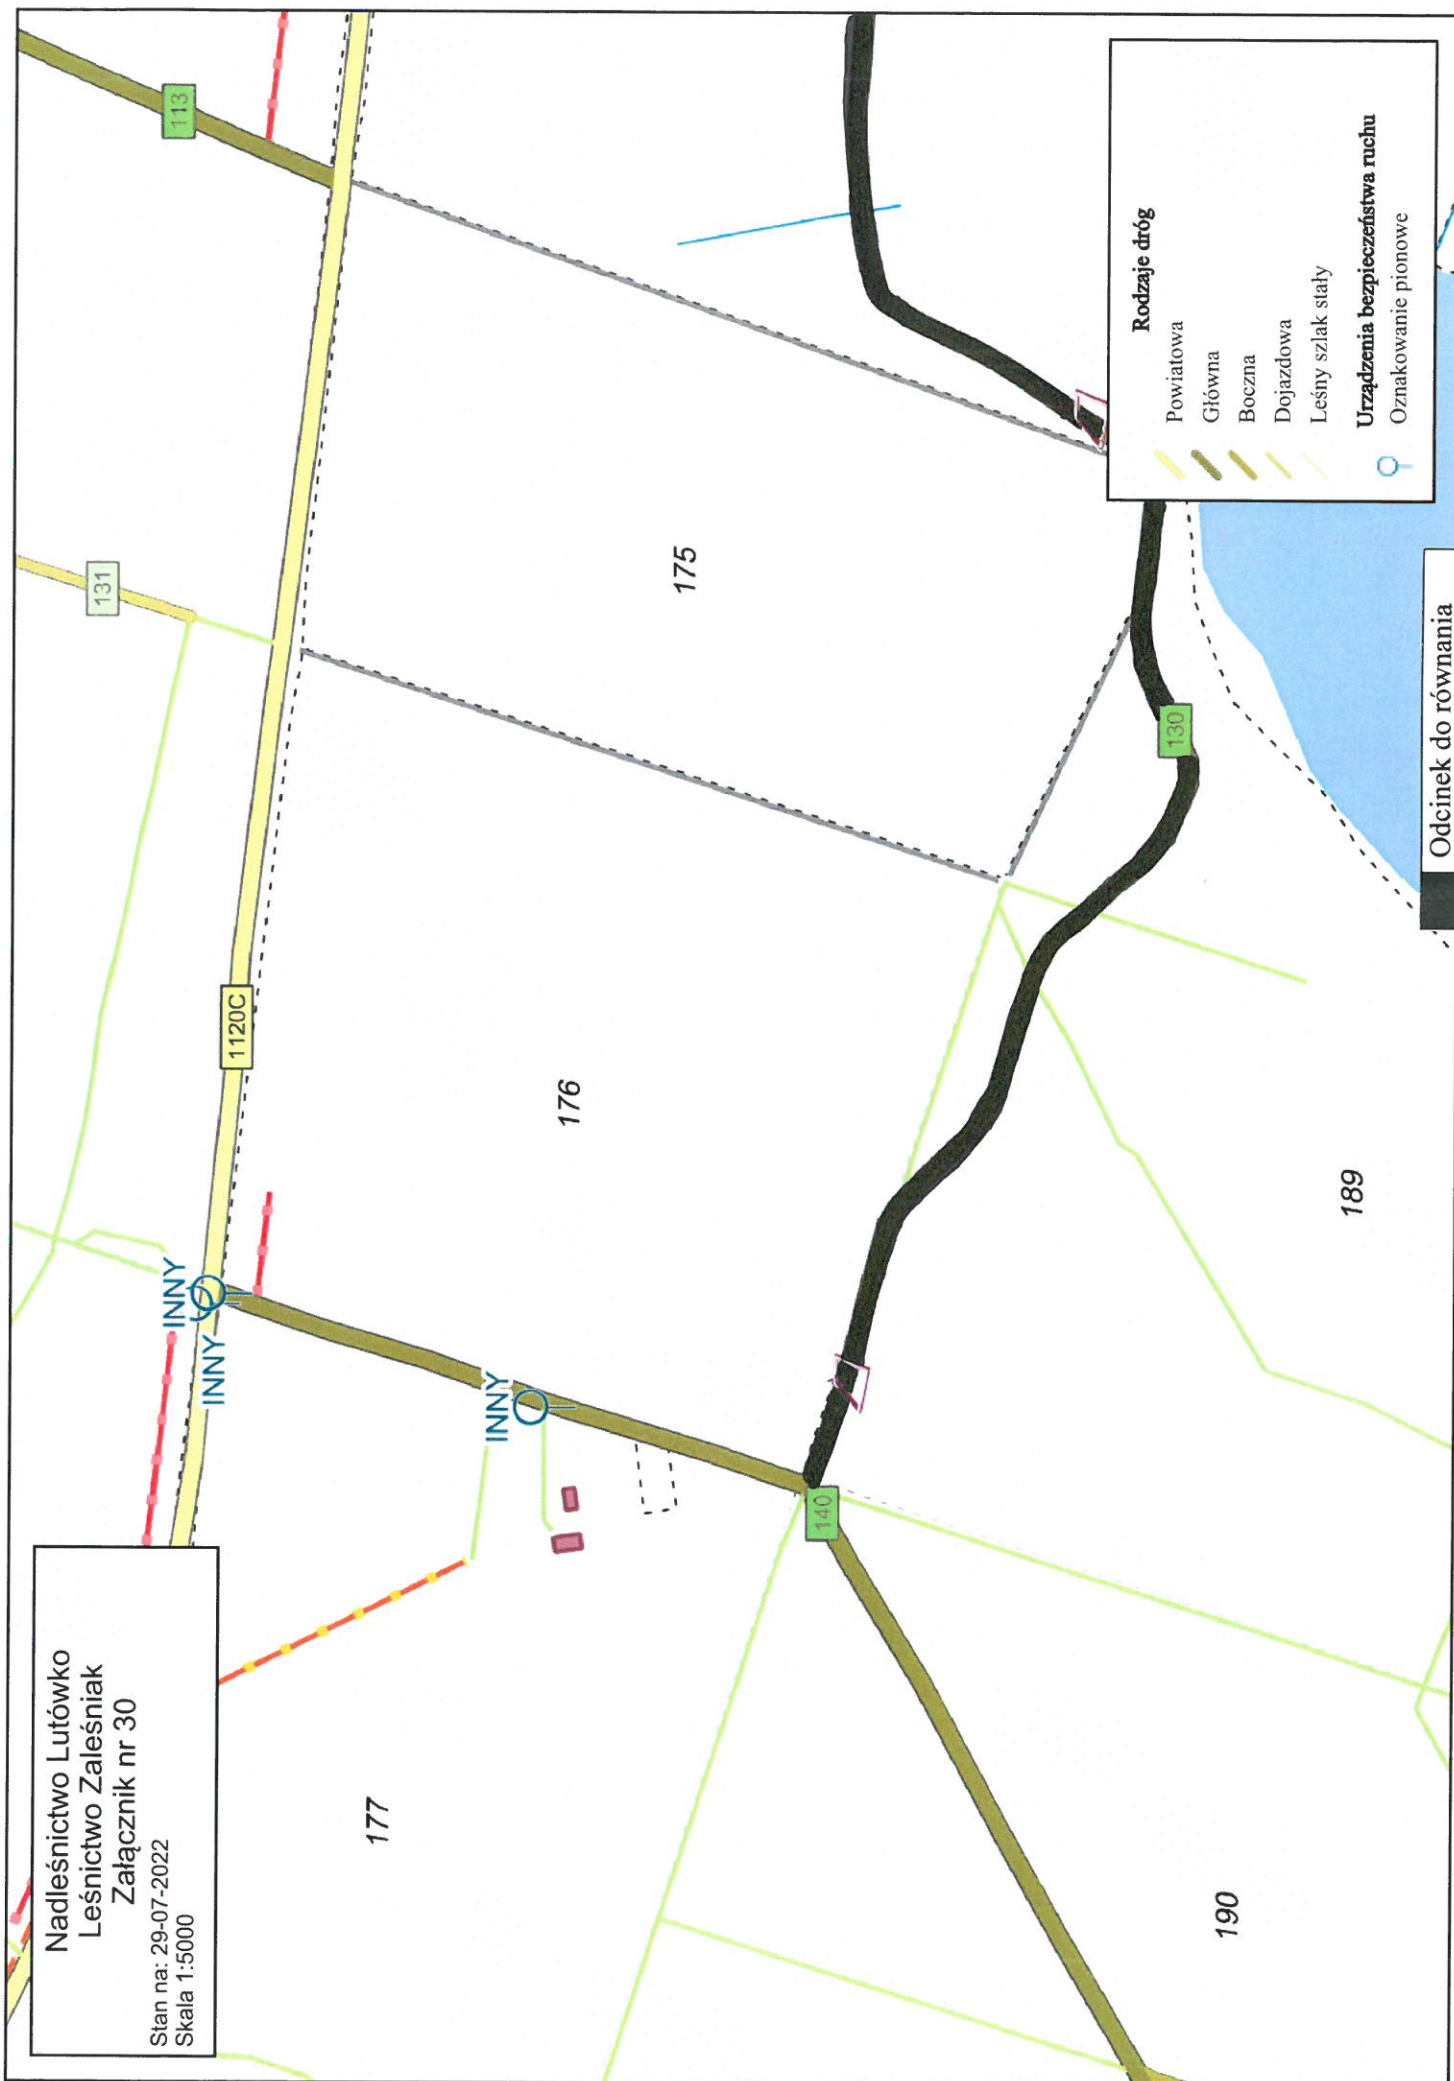 Nadleśnictwo Lutówko
Leśnictwo Zaleśniak
Załącznik nr 30
Stan na: 29-07-2022
Skala 1:5000
INNY
INNY
INNY
1120C
131
113
177
176
175
140
130
190
189
Rodzaje dróg
Powiatowa
Główna
Boczna
Dojazdowa
Leśny szlak stały
Urządzenia bezpieczeństwa ruchu
Oznakowanie pionowe
Odcinek do równania